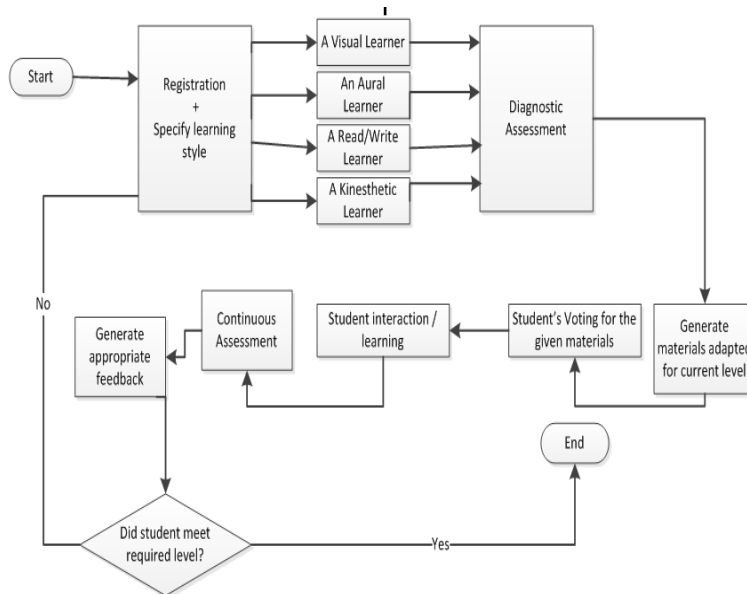 Start
Registration
+
Specify learning
style
A Visual Learner
An Aural
Learner
A Read/Write
Learner
A Kinesthetic
Learner
Diagnostic
Assessment
No
Generate
appropriate
feedback
Continuous
Assessment
Student interaction /
learning
Student's Voting for the
given materials
Generate
materials adapted
for current level
End
Did student meet
required level?
Yes